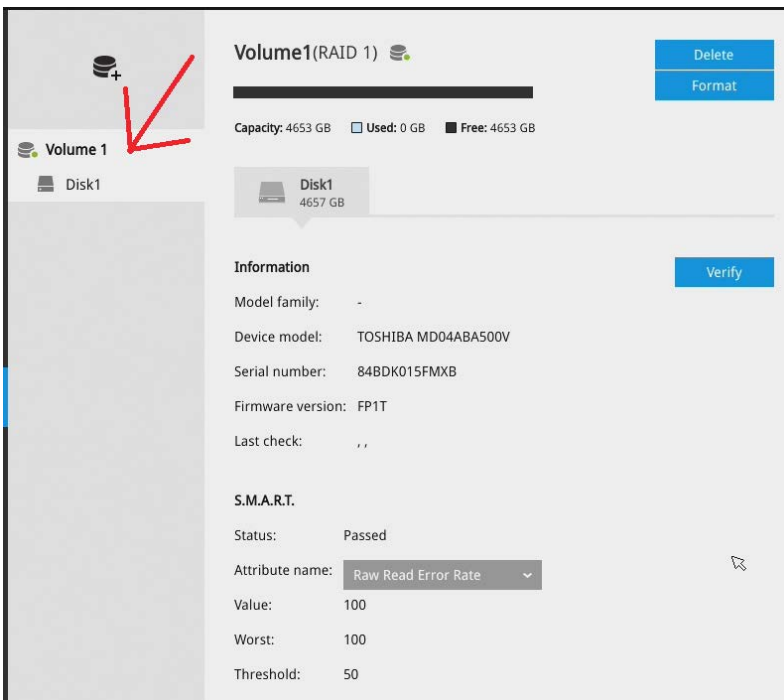 Volume1(RAID 1)
Delete
Format
Capacity: 4653 GB Used: 0 GB Free: 4653 GB
Volume 1
Disk1
Disk1
4657 GB
Information
Verify
Model family: -
Device model: TOSHIBA MD04ABA500V
Serial number: 84BDK015FMXB
Firmware version: FP1T
Last check: , ,
S.M.A.R.T.
Status: Passed
Attribute name: Raw Read Error Rate
Value: 100
Worst: 100
Threshold: 50